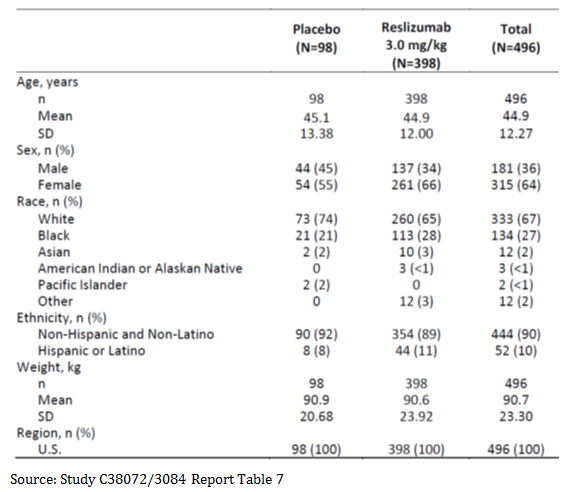 Placebo (N=98) Reslizumab 3.0 mg/kg (N=398) Total (N=496)
Age, years
n 98 398 496
Mean 45.1 44.9 44.9
SD 13.38 12.00 12.27
Sex, n (%)
Male 44 (45) 137 (34) 181 (36)
Female 54 (55) 261 (66) 315 (64)
Race, n (%)
White 73 (74) 260 (65) 333 (67)
Black 21 (21) 113 (28) 134 (27)
Asian 2 (2) 10 (3) 12 (2)
American Indian or Alaskan Native 0 3 (<1) 3 (<1)
Pacific Islander 2 (2) 0 2 (<1)
Other 0 12 (3) 12 (2)
Ethnicity, n (%)
Non-Hispanic and Non-Latino 90 (92) 354 (89) 444 (90)
Hispanic or Latino 8 (8) 44 (11) 52 (10)
Weight, kg
n 98 398 496
Mean 90.9 90.6 90.7
SD 20.68 23.92 23.30
Region, n (%)
U.S. 98 (100) 398 (100) 496 (100)
Source: Study C38072/3084 Report Table 7